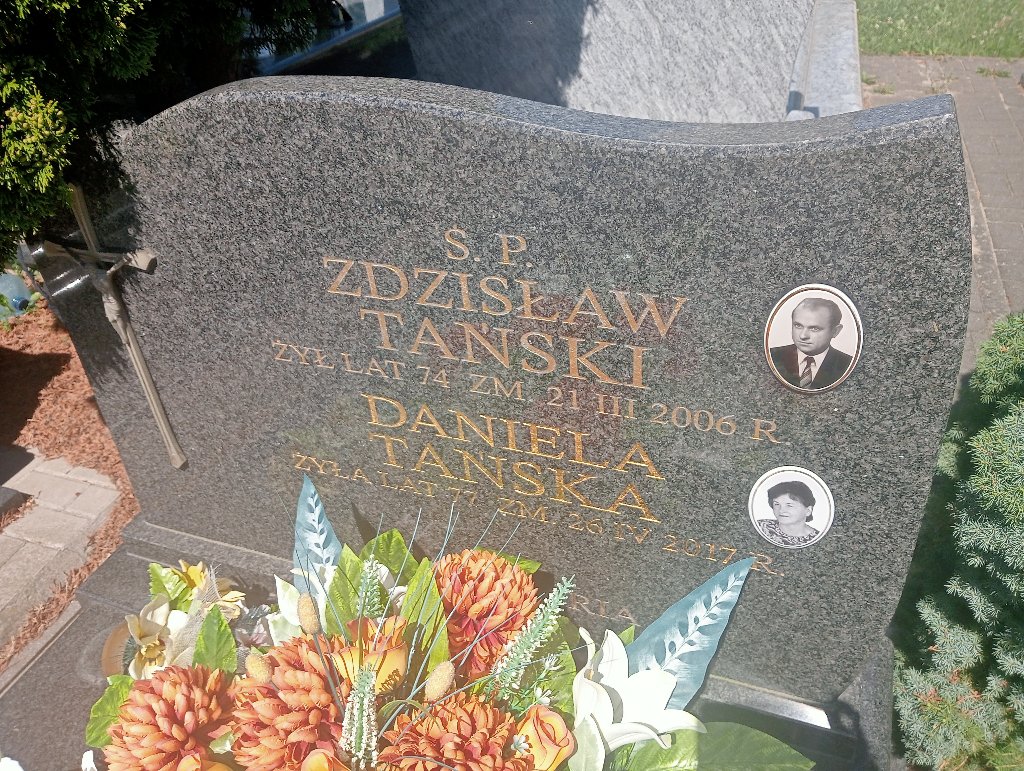 Ś. P.
ZDZISŁAW
TAŃSKI
ŻYŁ LAT 74 ZM. 21 III 2006 R.
DANIELA
TAŃSKA
ŻYŁA LAT 77 ZM. 26 IV 2017 R.